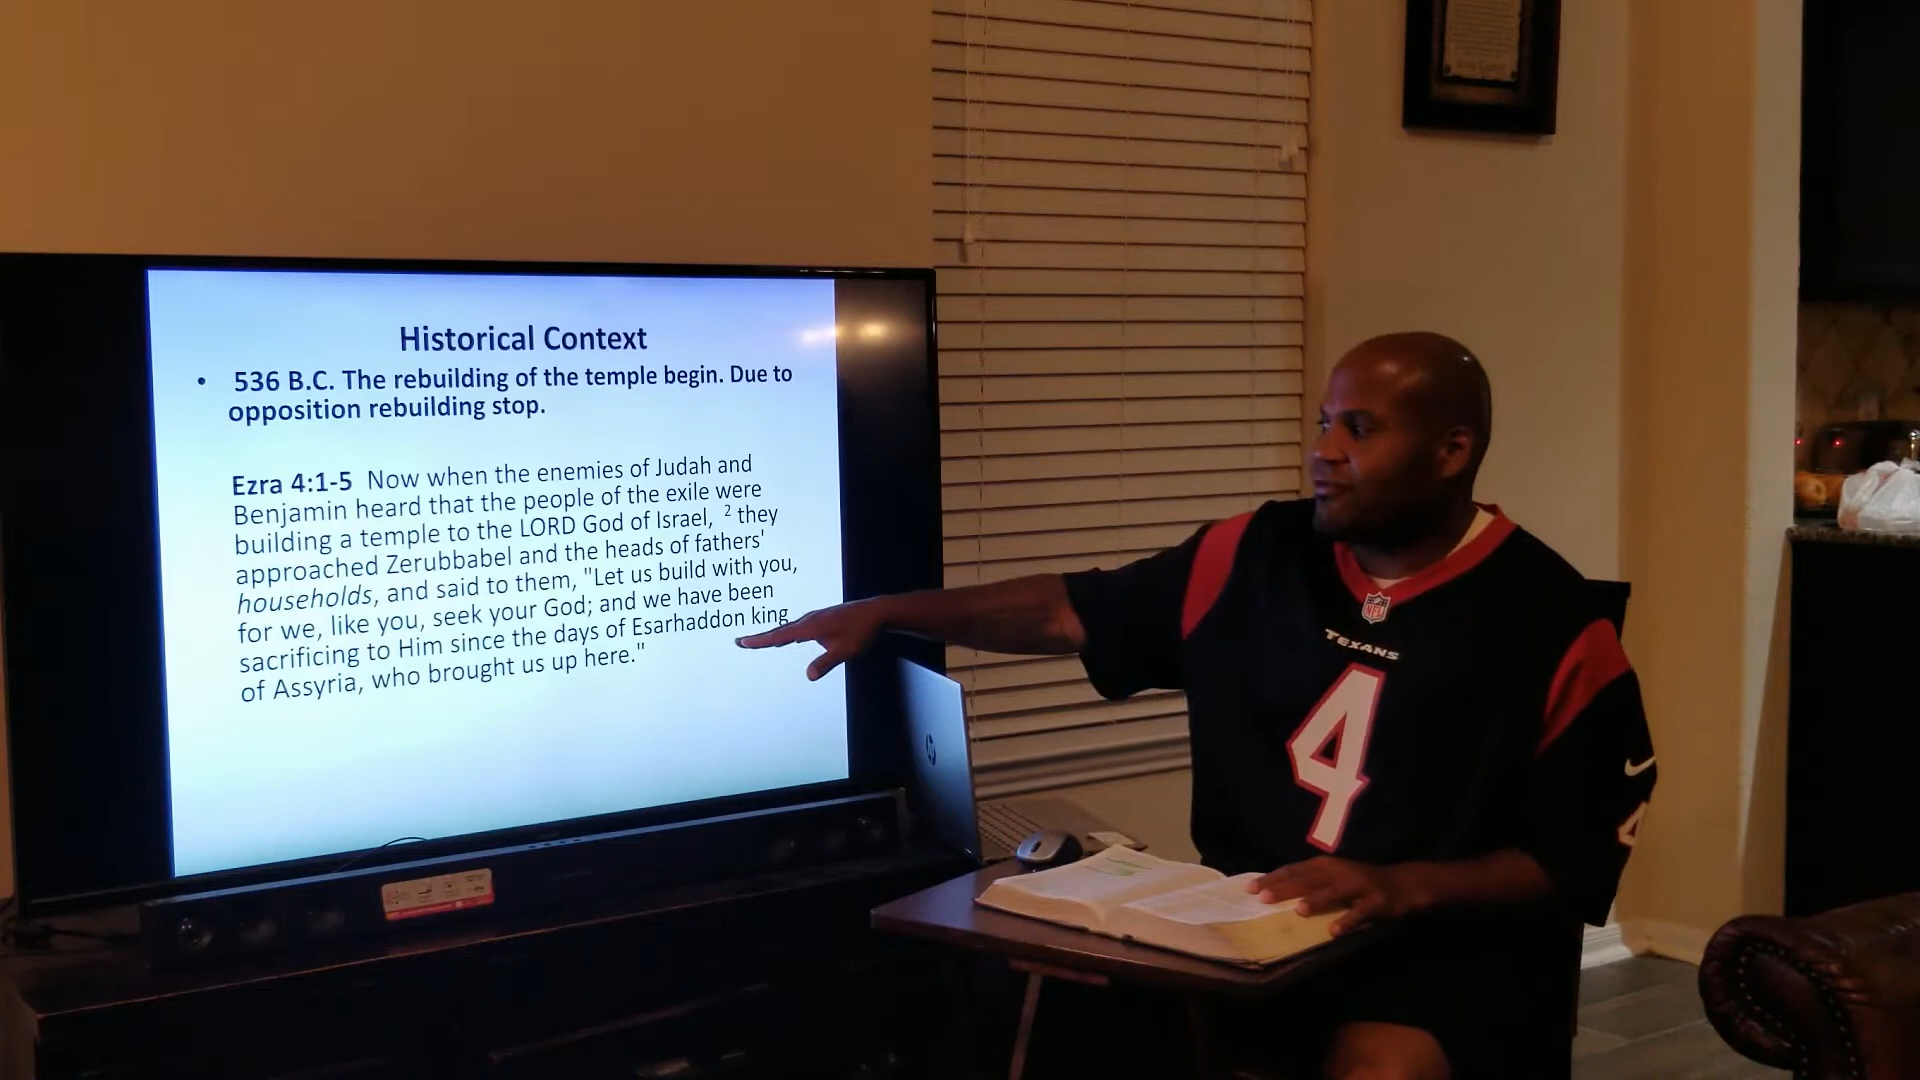 Historical Context
• 536 B.C. The rebuilding of the temple begin. Due to
opposition rebuilding stop.
Ezra 4:1-5 Now when the enemies of Judah and
Benjamin heard that the people of the exile were
building a temple to the LORD God of Israel, 2 they
approached Zerubbabel and the heads of fathers'
households, and said to them, "Let us build with you,
for we, like you, seek your God; and we have been
sacrificing to Him since the days of Esarhaddon king
of Assyria, who brought us up here."
hp
NFL
TEXANS
4
4